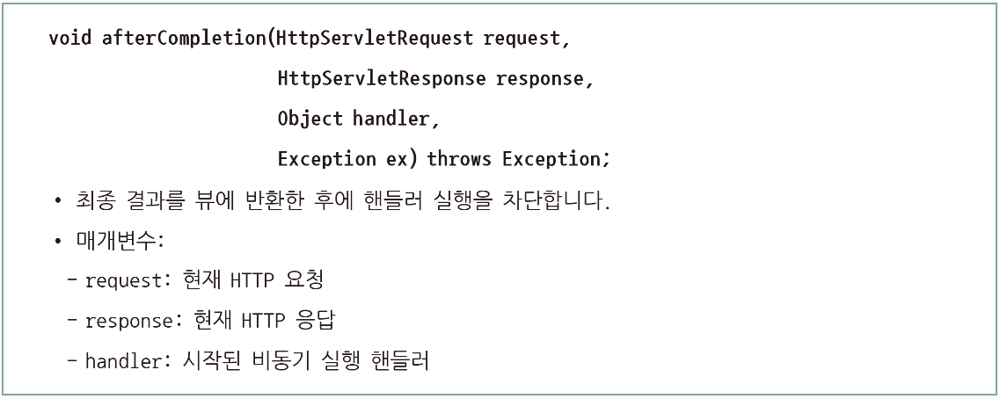 void afterCompletion(HttpServletRequest request,
HttpServletResponse response,
Object handler,
Exception ex) throws Exception;
• 최종 결과를 뷰에 반환한 후에 핸들러 실행을 차단합니다.
• 매개변수:
- request: 현재 HTTP 요청
- response: 현재 HTTP 응답
- handler: 시작된 비동기 실행 핸들러